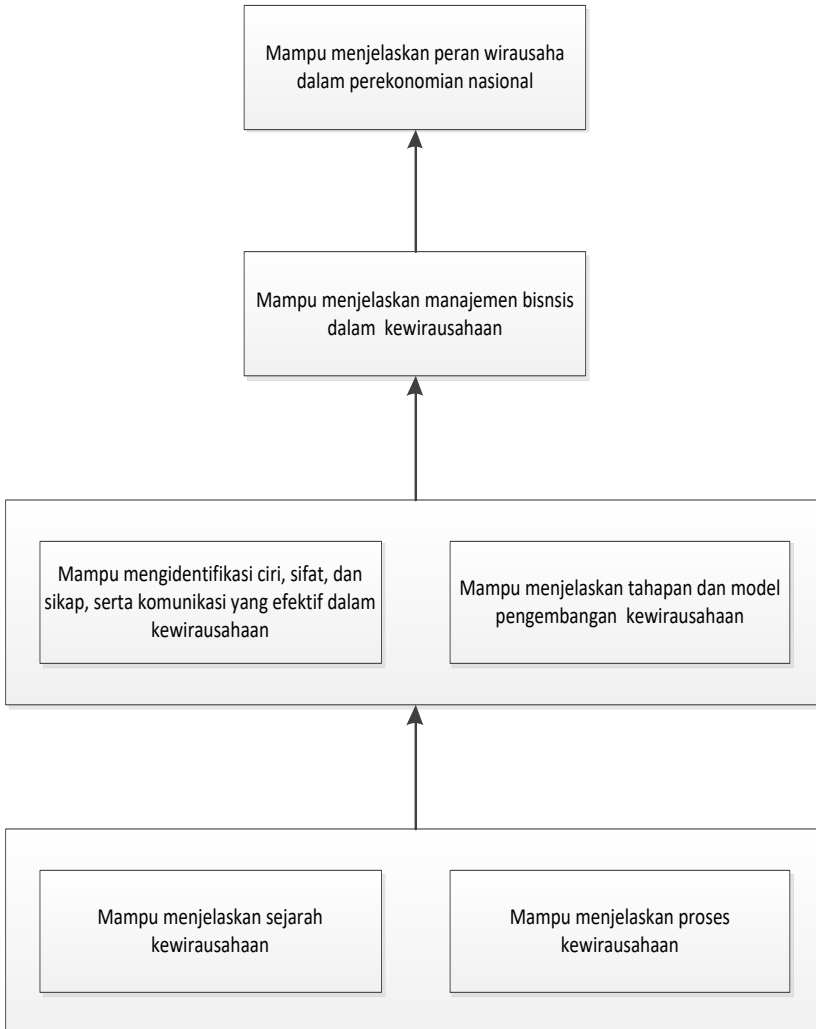 Mampu menjelaskan peran wirausaha
dalam perekonomian nasional
Mampu menjelaskan manajemen bisnsis
dalam  kewirausahaan
Mampu mengidentifikasi ciri, sifat, dan
sikap, serta komunikasi yang efektif dalam
kewirausahaan
Mampu menjelaskan tahapan dan model
pengembangan  kewirausahaan
Mampu menjelaskan sejarah
kewirausahaan
Mampu menjelaskan proses
kewirausahaan